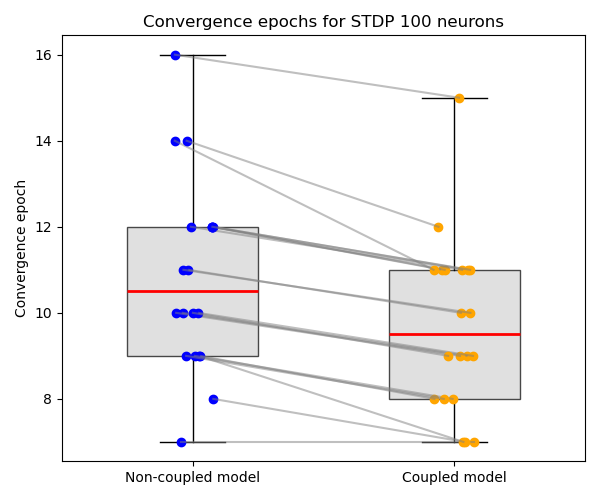 Convergence epochs for STDP 100 neurons
Convergence epoch
16
14
12
10
8
Non-coupled model
Coupled model